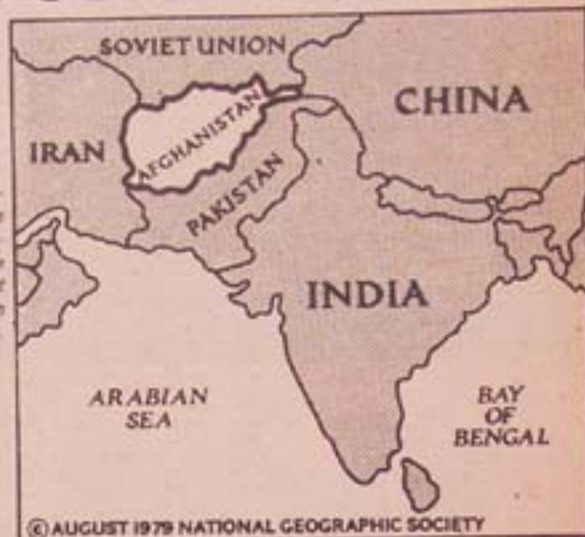 SOVIET UNION
CHINA
IRAN
AFGHANISTAN
PAKISTAN
INDIA
ARABIAN
SEA
BAY
OF
BENGAL
© AUGUST 1979 NATIONAL GEOGRAPHIC SOCIETY